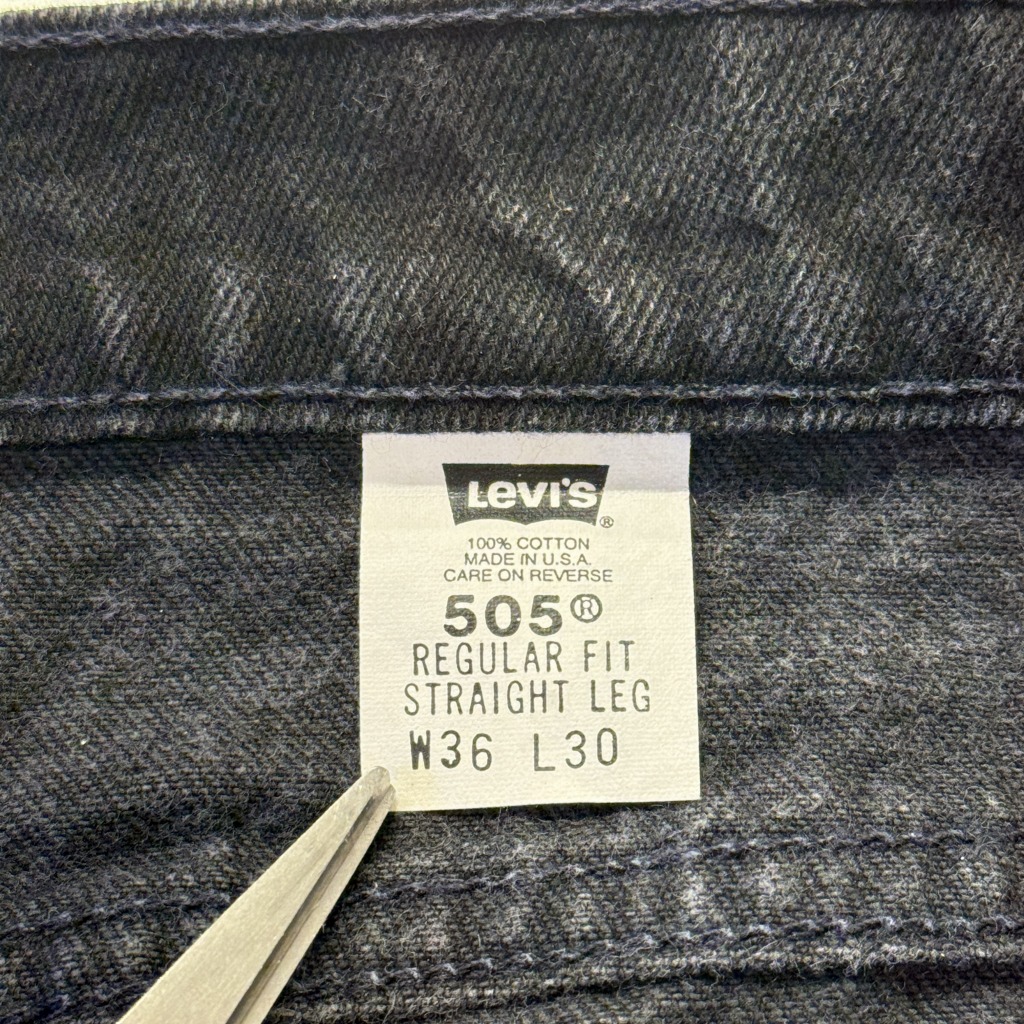 Levi's ®
100% COTTON
MADE IN U.S.A.
CARE ON REVERSE
505®
REGULAR FIT
STRAIGHT LEG
W36 L30